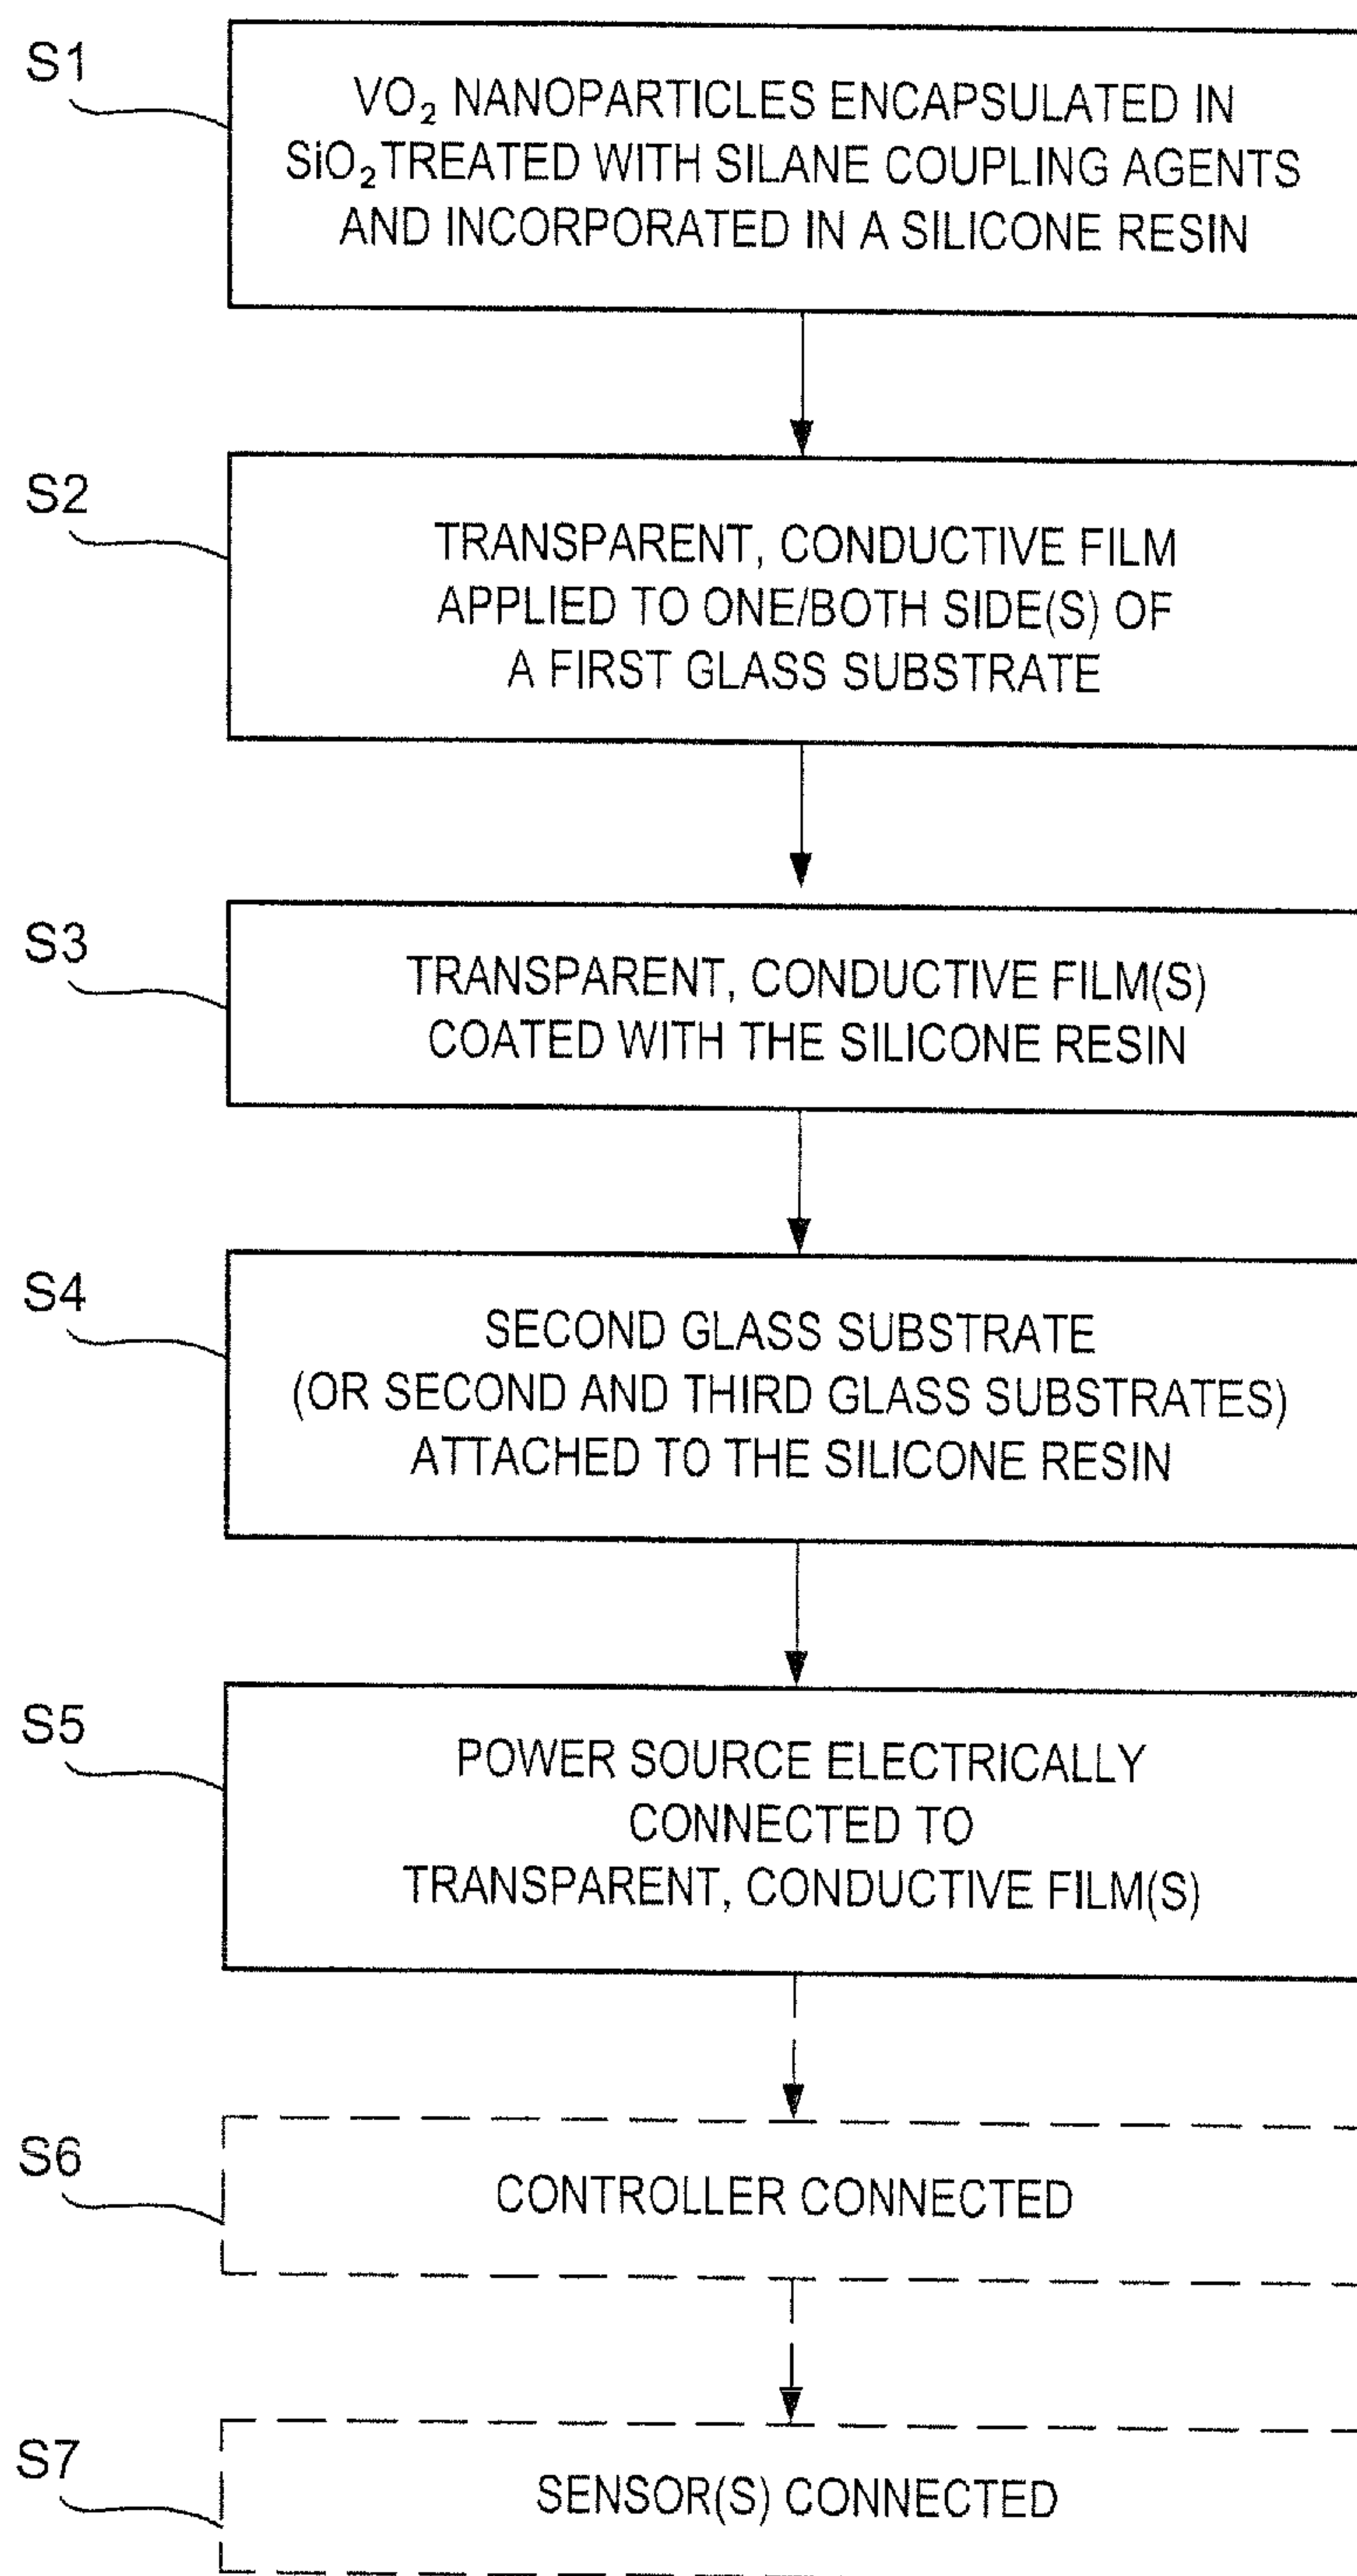 S1
VO₂ NANOPARTICLES ENCAPSULATED IN
SiO₂ TREATED WITH SILANE COUPLING AGENTS
AND INCORPORATED IN A SILICONE RESIN
S2
TRANSPARENT, CONDUCTIVE FILM
APPLIED TO ONE/BOTH SIDE(S) OF
A FIRST GLASS SUBSTRATE
S3
TRANSPARENT, CONDUCTIVE FILM(S)
COATED WITH THE SILICONE RESIN
S4
SECOND GLASS SUBSTRATE
(OR SECOND AND THIRD GLASS SUBSTRATES)
ATTACHED TO THE SILICONE RESIN
S5
POWER SOURCE ELECTRICALLY
CONNECTED TO
TRANSPARENT, CONDUCTIVE FILM(S)
S6
CONTROLLER CONNECTED
S7
SENSOR(S) CONNECTED